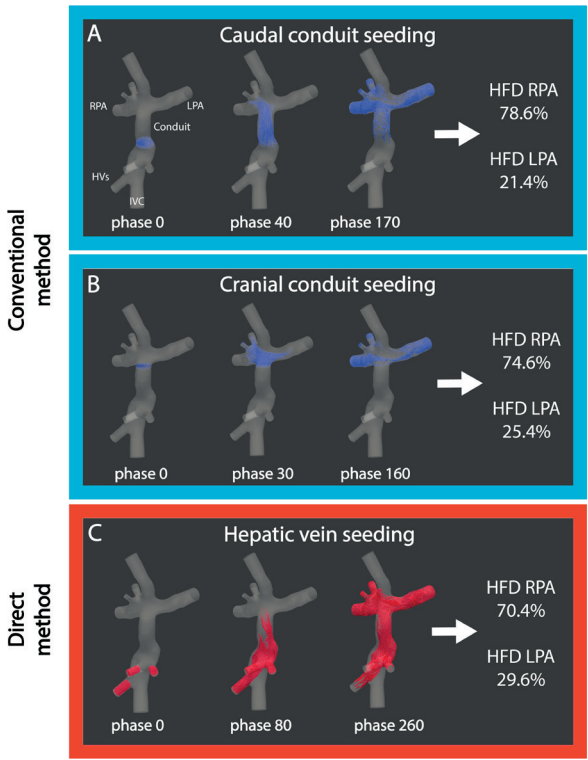 Conventional
method
A
Caudal conduit seeding
RPA
LPA
Conduit
HVs
IVC
phase 0
phase 40
phase 170
HFD RPA
78.6%
HFD LPA
21.4%
B
Cranial conduit seeding
phase 0
phase 30
phase 160
HFD RPA
74.6%
HFD LPA
25.4%
Direct
method
C
Hepatic vein seeding
phase 0
phase 80
phase 260
HFD RPA
70.4%
HFD LPA
29.6%